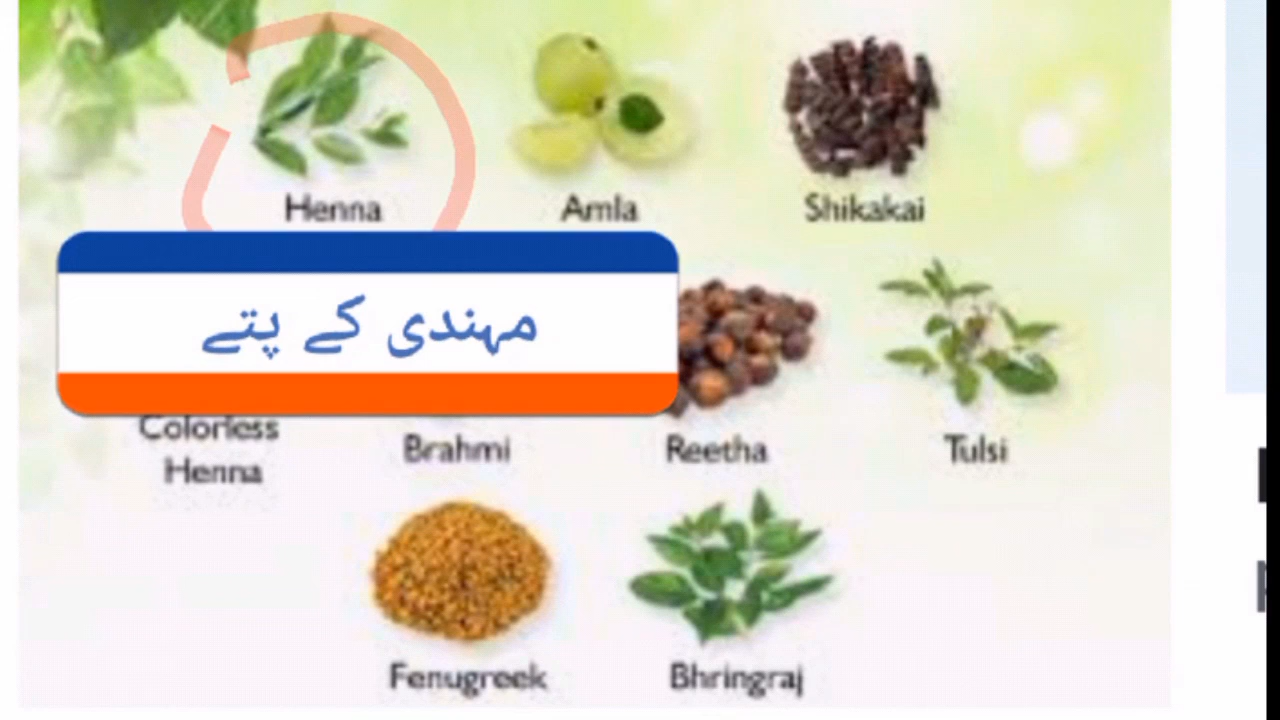 Henna
Amla
Shikakai
مہندی کے پتے
Colorless
Henna
Brahmi
Reetha
Tulsi
Fenugreek
Bhringraj